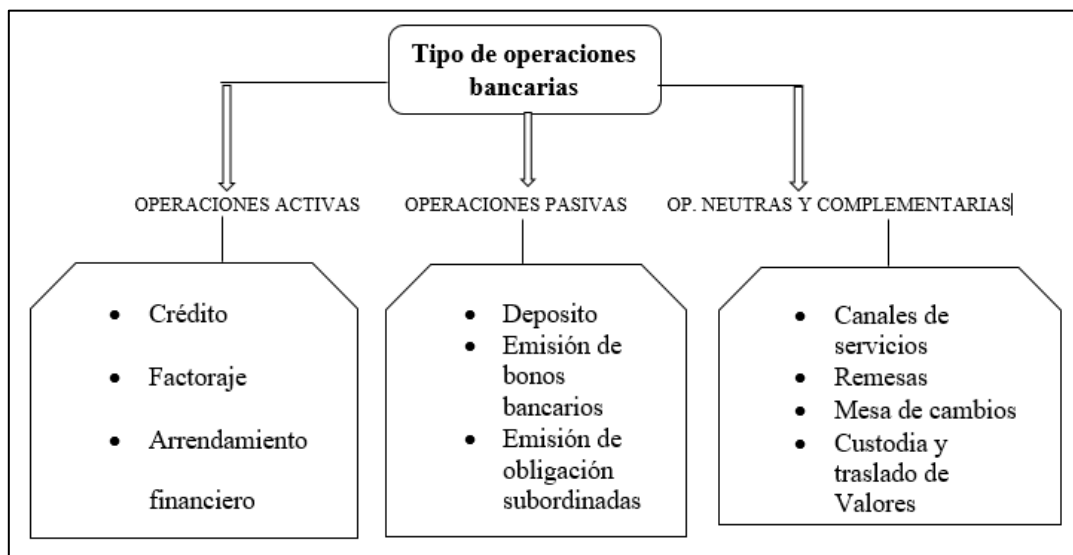 Tipo de operaciones
bancarias
OPERACIONES ACTIVAS
OPERACIONES PASIVAS
OP. NEUTRAS Y COMPLEMENTARIAS
• Crédito
• Factoraje
• Arrendamiento
financiero
• Deposito
• Emisión de
bonos
bancarios
• Emisión de
obligación
subordinadas
• Canales de
servicios
• Remesas
• Mesa de cambios
• Custodia y
traslado de
Valores